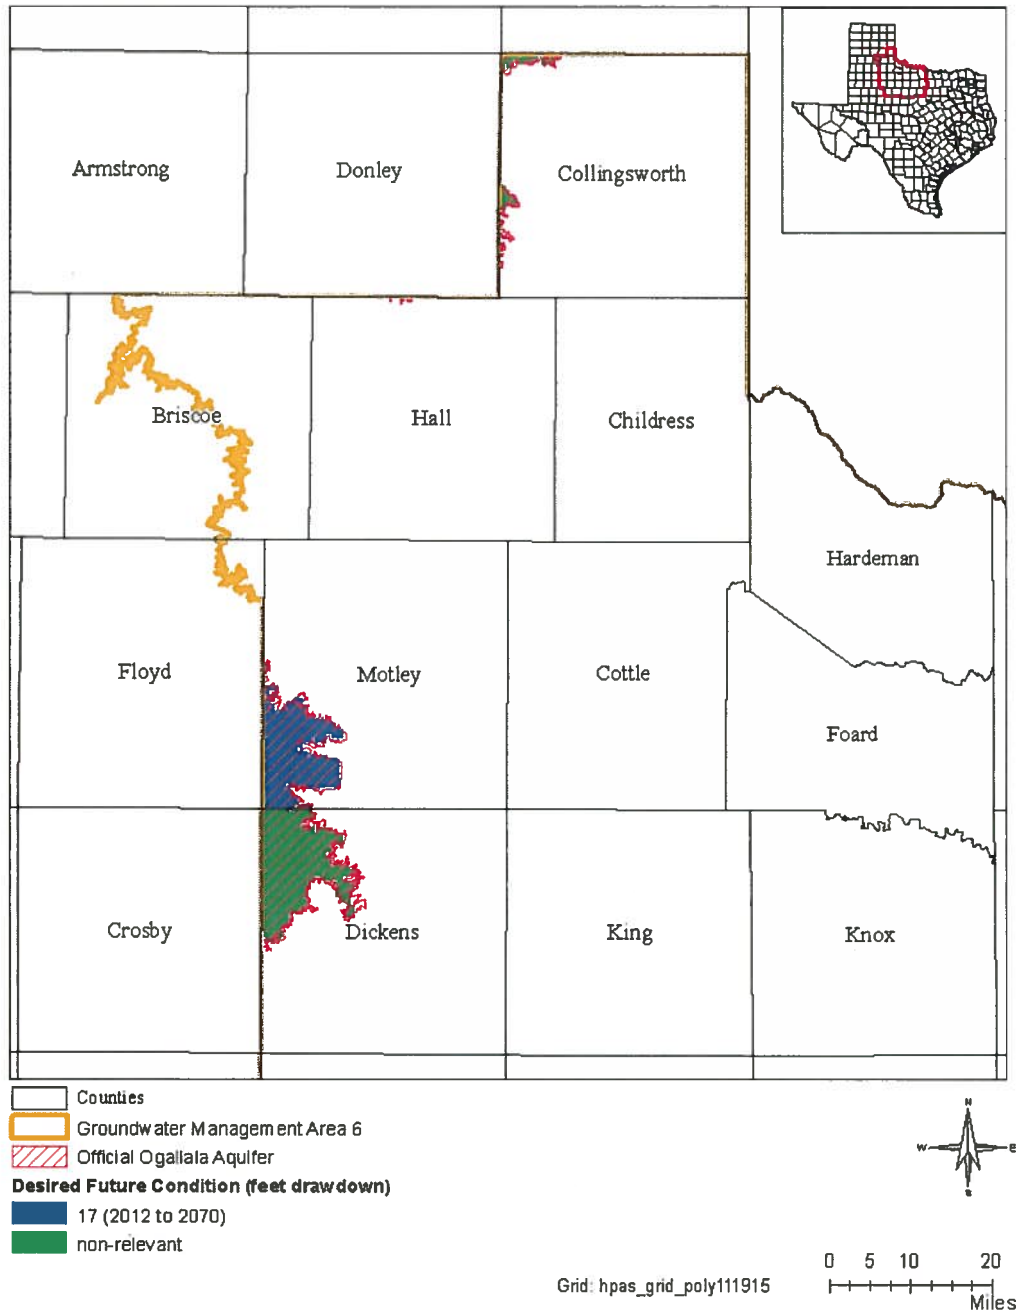 Armstrong
Donley
Collingsworth
Briscoe
Hall
Childress
Hardeman
Floyd
Motley
Cottle
Foard
Crosby
Dickens
King
Knox
Counties
Groundwater Management Area 6
Official Ogallala Aquifer
Desired Future Condition (feet drawdown)
17 (2012 to 2070)
non-relevant
N
W
E
S
Grid: hpas_grid_poly111915
0 5 10 20
Miles